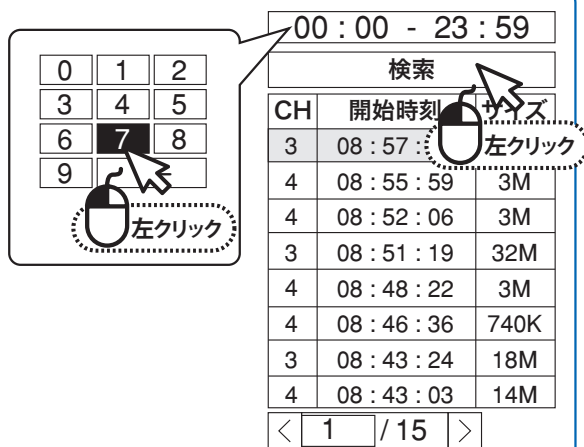 00 : 00 - 23 : 59
検索
0 1 2
3 4 5
6 7 8
9
左クリック
CH 開始時刻 サイズ
3 08 : 57 :
左クリック
4 08 : 55 : 59 3M
4 08 : 52 : 06 3M
3 08 : 51 : 19 32M
4 08 : 48 : 22 3M
4 08 : 46 : 36 740K
3 08 : 43 : 24 18M
4 08 : 43 : 03 14M
< 1 / 15 >